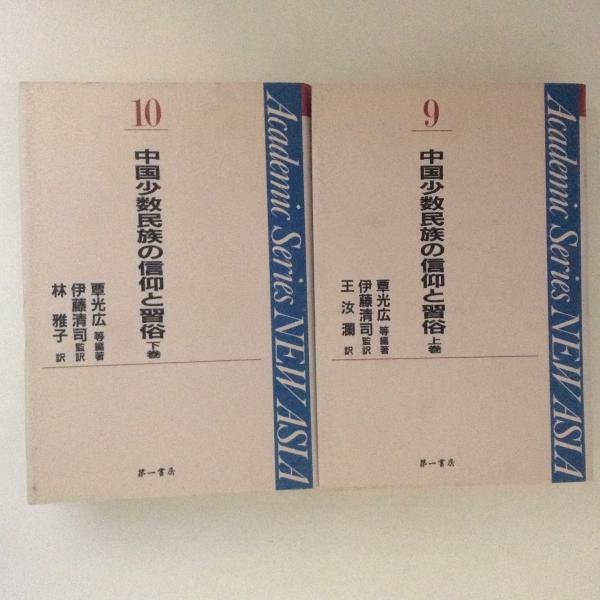 10
中国少数民族の信仰と習俗 下巻
覃光広 等編著
伊藤清司 監訳
林雅子 訳
第一書房
Academic Series NEW ASIA
9
中国少数民族の信仰と習俗 上巻
覃光広 等編著
伊藤清司 監訳
王汝瀾 訳
第一書房
Academic Series NEW ASIA